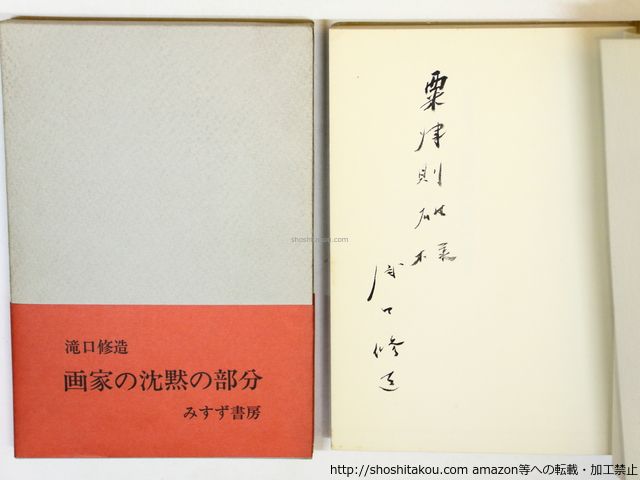 滝口修造
画家の沈黙の部分
みすず書房
粟津則雄様
滝口修造
shoshitakou.com
http://shoshitakou.com amazon等への転載・加工禁止